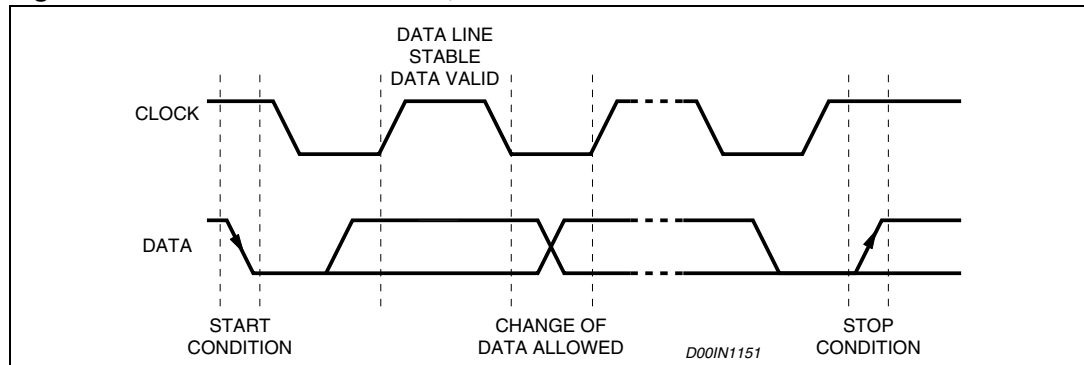 DATA LINE
STABLE
DATA VALID
CLOCK
DATA
START
CONDITION
CHANGE OF
DATA ALLOWED
D00IN1151
STOP
CONDITION